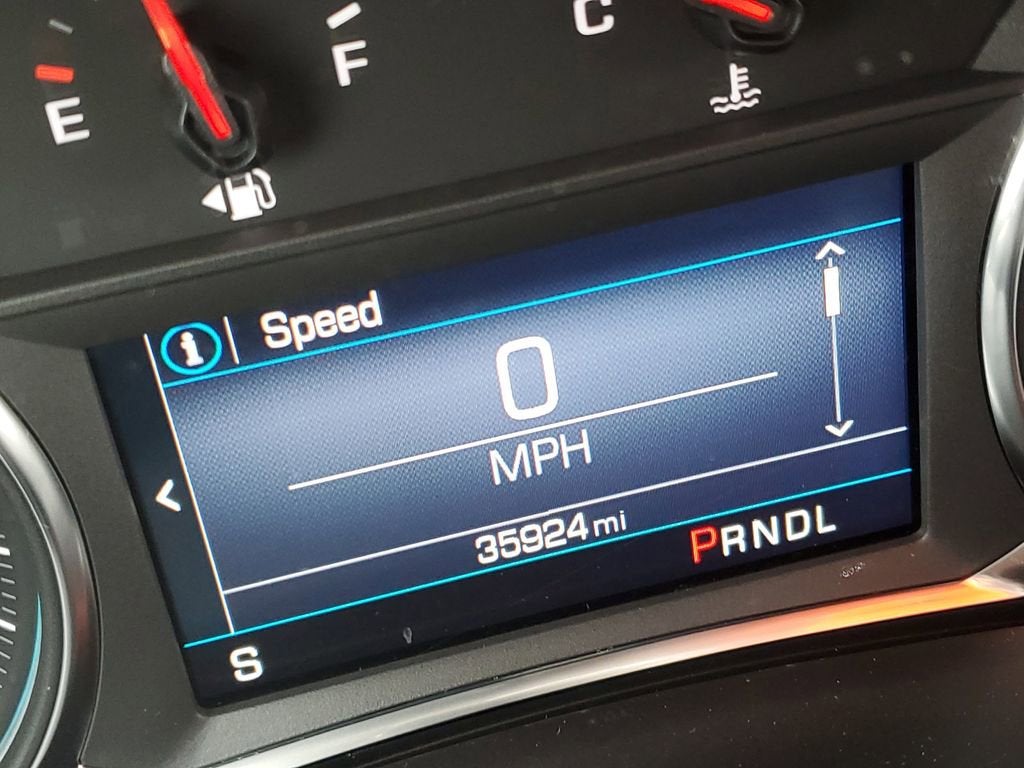 E
F
C
i
Speed
0
MPH
35924 mi
PRNDL
S